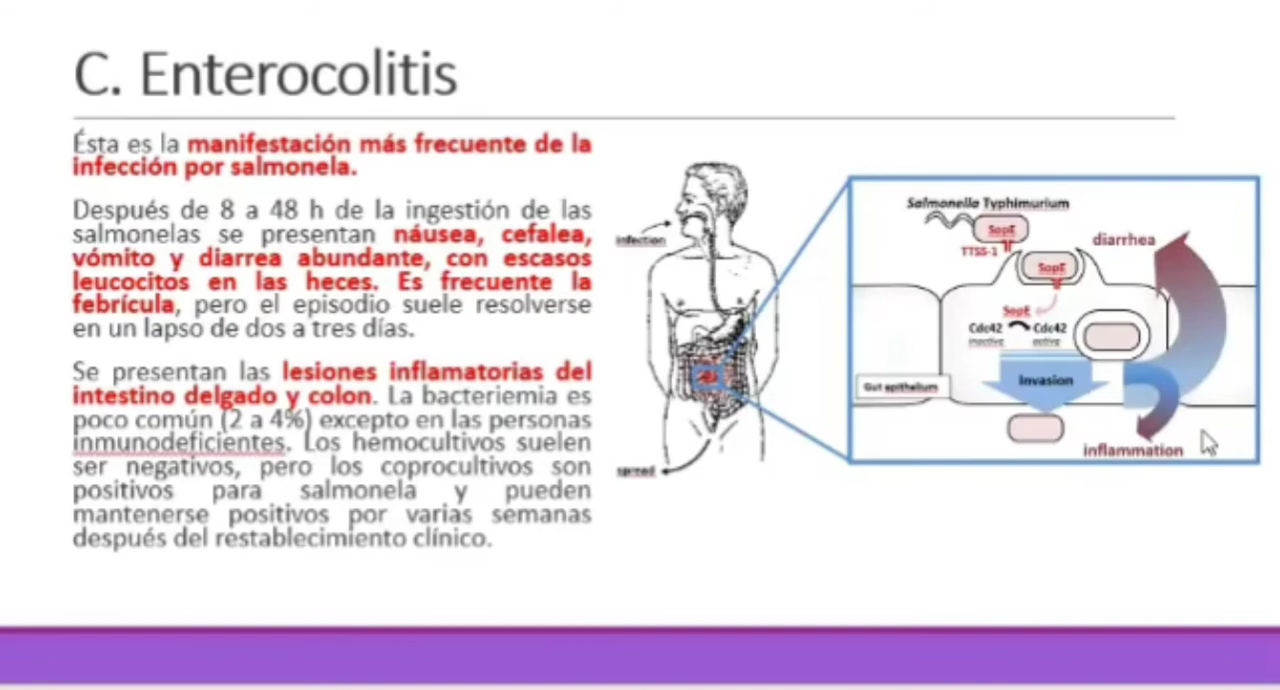 C. Enterocolitis
Ésta es la manifestación más frecuente de la
infección por salmonela.
Después de 8 a 48 h de la ingestión de las
salmonelas se presentan náusea, cefalea,
vómito y diarrea abundante, con escasos
leucocitos en las heces. Es frecuente la
febrícula, pero el episodio suele resolverse
en un lapso de dos a tres días.
Se presentan las lesiones inflamatorias del
intestino delgado y colon. La bacteriemia es
poco común (2 a 4%) excepto en las personas
inmunodeficientes. Los hemocultivos suelen
ser negativos, pero los coprocultivos son
positivos para salmonela y pueden
mantenerse positivos por varias semanas
después del restablecimiento clínico.
infection
spread
Salmonella Typhimurium
SopE
TTSS-1
diarrhea
SopE
SopE
Cdc42 Cdc42
inactive active
Gut epithelium
Invasion
inflammation